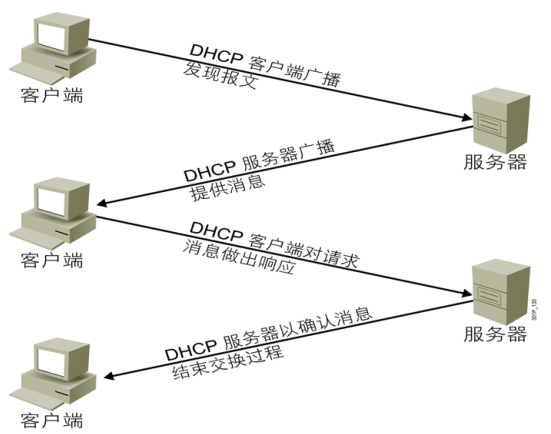 客户端
DHCP 客户端广播
发现报文
服务器
DHCP 服务器广播
提供消息
客户端
DHCP 客户端对请求
消息做出响应
服务器
301P_130
DHCP 服务器以确认消息
结束交换过程
客户端